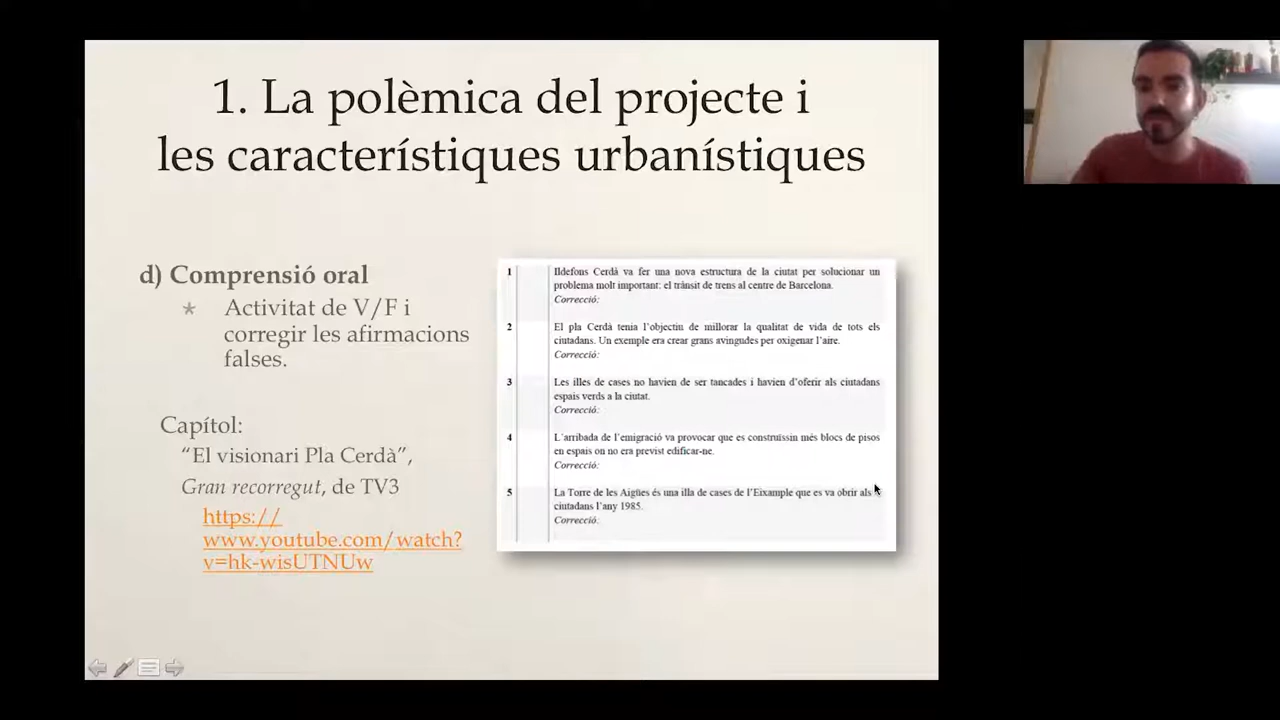 1. La polèmica del projecte i
les característiques urbanístiques
d) Comprensió oral
* Activitat de V/F i
corregir les afirmacions
falses.
Capítol:
“El visionari Pla Cerdà”,
Gran recorregut, de TV3
https://
www.youtube.com/watch?
v=hk-wisUTNUw
1 Ildefons Cerdà va fer una nova estructura de la ciutat per solucionar un
problema molt important: el trànsit de trens al centre de Barcelona.
Correcció:
2 El pla Cerdà tenia l’objectiu de millorar la qualitat de vida de tots els
ciutadans. Un exemple era crear grans avingudes per oxigenar l’aire.
Correcció:
3 Les illes de cases no havien de ser tancades i havien d’oferir als ciutadans
espais verds a la ciutat.
Correcció:
4 L’arribada de l’emigració va provocar que es construïssin més blocs de pisos
en espais on no era previst edificar-ne.
Correcció:
5 La Torre de les Aigües és una illa de cases de l’Eixample que es va obrir als
ciutadans l’any 1985.
Correcció: